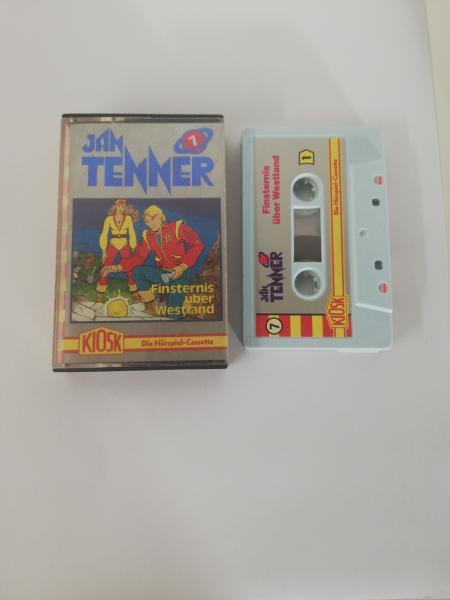 JAN
7
TENNER
Finsternis
über
Westland
KIOSK
Die Hörspiel-Cassette
7
JAN
TENNER
Finsternis
über Westland
1
KIOSK
Die Hörspiel-Cassette